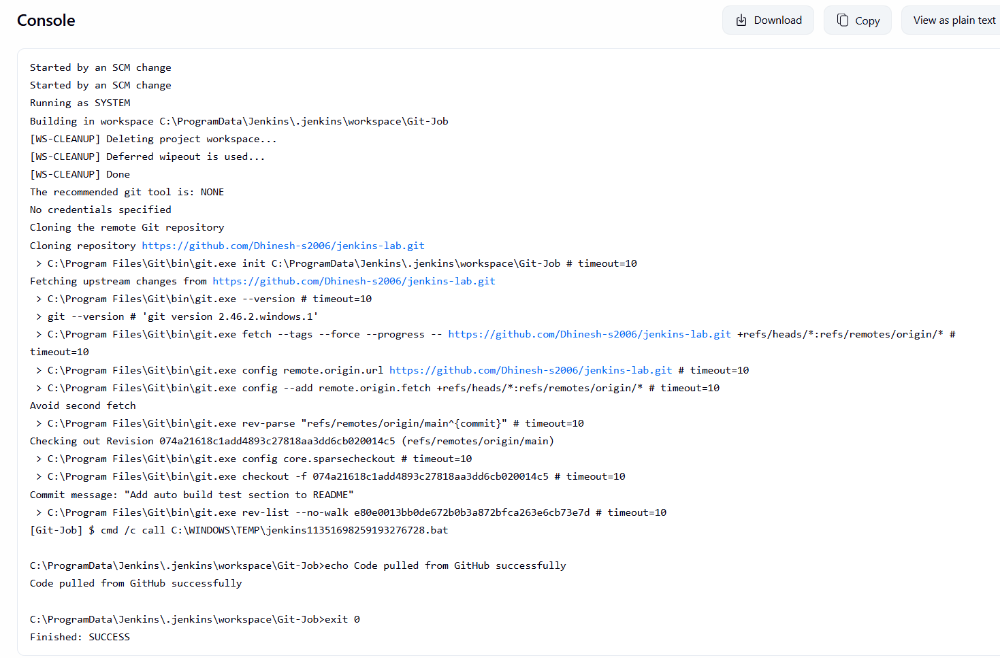 Console
Download
Copy
View as plain text
Started by an SCM change
Started by an SCM change
Running as SYSTEM
Building in workspace C:\ProgramData\Jenkins\.jenkins\workspace\Git-Job
[WS-CLEANUP] Deleting project workspace...
[WS-CLEANUP] Deferred wipeout is used...
[WS-CLEANUP] Done
The recommended git tool is: NONE
No credentials specified
Cloning the remote Git repository
Cloning repository https://github.com/Dhinesh-s2006/jenkins-lab.git
 > C:\Program Files\Git\bin\git.exe init C:\ProgramData\Jenkins\.jenkins\workspace\Git-Job # timeout=10
Fetching upstream changes from https://github.com/Dhinesh-s2006/jenkins-lab.git
 > C:\Program Files\Git\bin\git.exe --version # timeout=10
 > git --version # 'git version 2.46.2.windows.1'
 > C:\Program Files\Git\bin\git.exe fetch --tags --force --progress -- https://github.com/Dhinesh-s2006/jenkins-lab.git +refs/heads/*:refs/remotes/origin/* #
timeout=10
 > C:\Program Files\Git\bin\git.exe config remote.origin.url https://github.com/Dhinesh-s2006/jenkins-lab.git # timeout=10
 > C:\Program Files\Git\bin\git.exe config --add remote.origin.fetch +refs/heads/*:refs/remotes/origin/* # timeout=10
Avoid second fetch
 > C:\Program Files\Git\bin\git.exe rev-parse "refs/remotes/origin/main^{commit}" # timeout=10
Checking out Revision 074a21618c1add4893c27818aa3dd6cb020014c5 (refs/remotes/origin/main)
 > C:\Program Files\Git\bin\git.exe config core.sparsecheckout # timeout=10
 > C:\Program Files\Git\bin\git.exe checkout -f 074a21618c1add4893c27818aa3dd6cb020014c5 # timeout=10
Commit message: "Add auto build test section to README"
 > C:\Program Files\Git\bin\git.exe rev-list --no-walk e80e0013bb0de672b0b3a872bfca263e6cb73e7d # timeout=10
[Git-Job] $ cmd /c call C:\WINDOWS\TEMP\jenkins11351698259193276728.bat
C:\ProgramData\Jenkins\.jenkins\workspace\Git-Job>echo Code pulled from GitHub successfully
Code pulled from GitHub successfully
C:\ProgramData\Jenkins\.jenkins\workspace\Git-Job>exit 0
Finished: SUCCESS